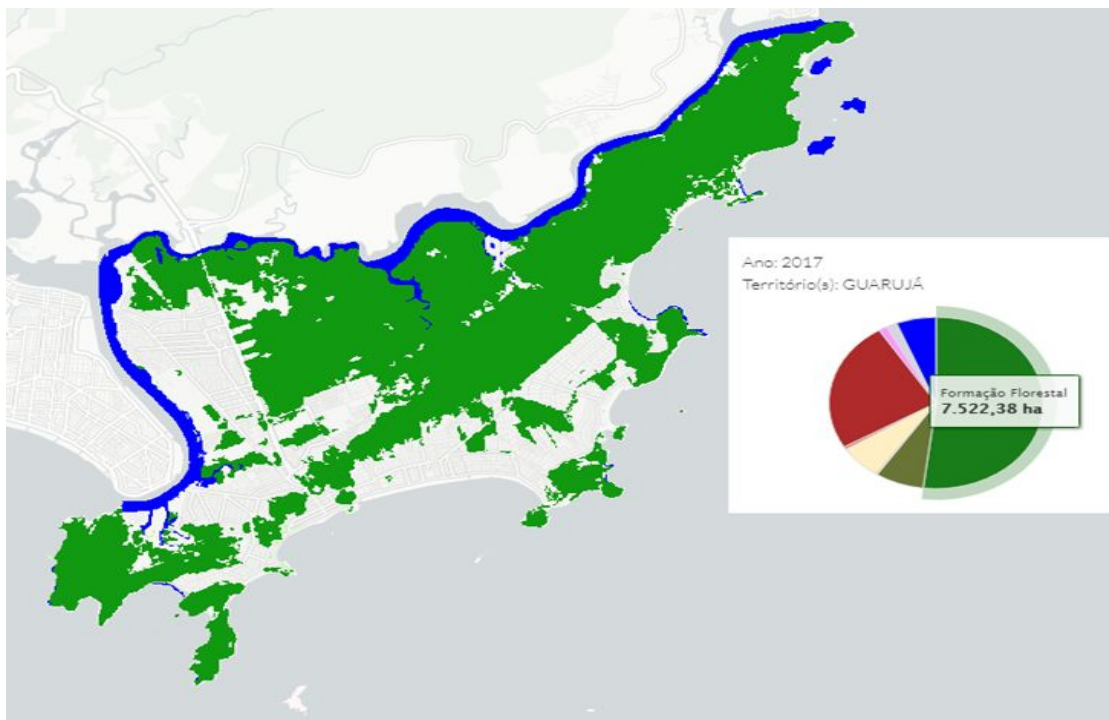 Ano: 2017
Território(s): GUARUJÁ
Formação Florestal
7.522,38 ha